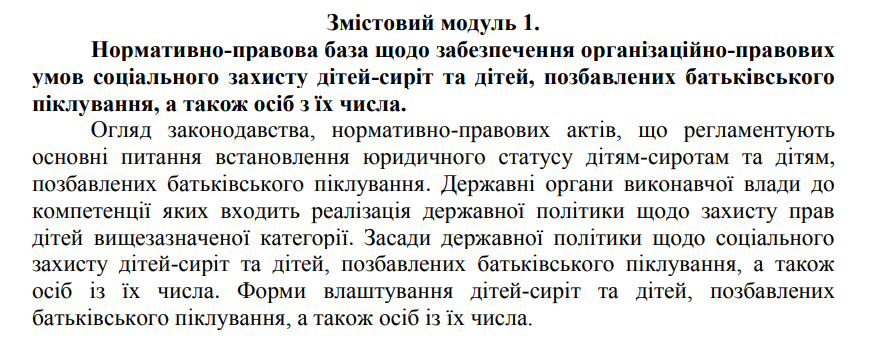 Змістовий модуль 1.
Нормативно-правова база щодо забезпечення організаційно-правових
умов соціального захисту дітей-сиріт та дітей, позбавлених батьківського
піклування, а також осіб з їх числа.
Огляд законодавства, нормативно-правових актів, що регламентують
основні питання встановлення юридичного статусу дітям-сиротам та дітям,
позбавлених батьківського піклування. Державні органи виконавчої влади до
компетенції яких входить реалізація державної політики щодо захисту прав
дітей вищезазначеної категорії. Засади державної політики щодо соціального
захисту дітей-сиріт та дітей, позбавлених батьківського піклування, а також
осіб із їх числа. Форми влаштування дітей-сиріт та дітей, позбавлених
батьківського піклування, а також осіб із їх числа.